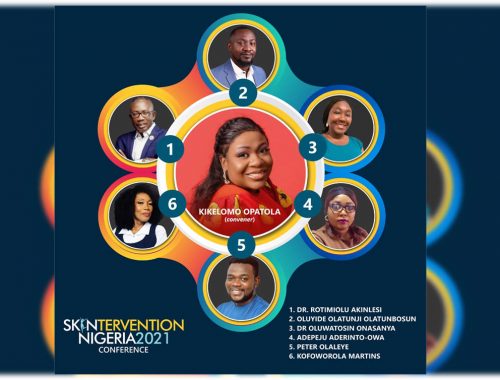 2
1
3
KIKELOMO OPATOLA
(convener)
6
4
5
1. DR. ROTIMIOLU AKINLESI
2. OLUYIDE OLATUNJI OLATUNBOSUN
3. DR OLUWATOSIN ONASANYA
4. ADEPEJU ADERINTO-OWA
5. PETER OLALEYE
6. KOFOWOROLA MARTINS
SKINTERVENTION
NIGERIA2021
CONFERENCE